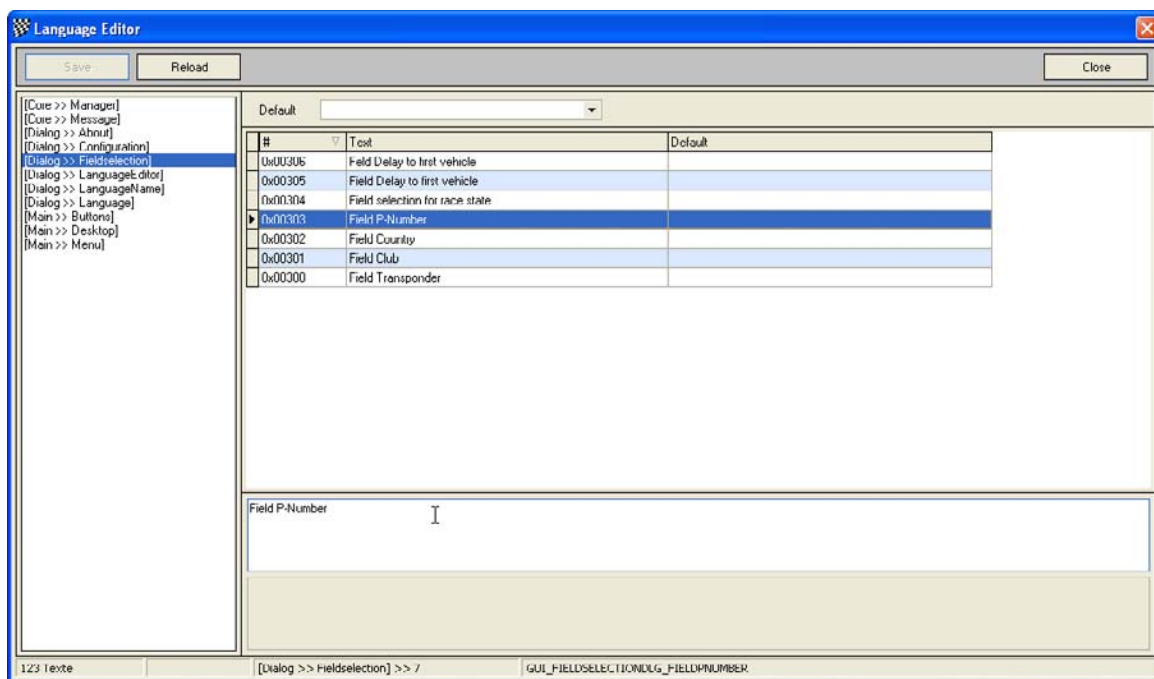 Language Editor
Save Reload Close
[Core >> Manager]
[Core >> Message]
[Dialog >> About]
[Dialog >> Configuration]
[Dialog >> Fieldselection]
[Dialog >> LanguageEditor]
[Dialog >> LanguageName]
[Dialog >> Language]
[Main >> Buttons]
[Main >> Desktop]
[Main >> Menu]
Default
# Text Default
0x00306 Feld Delay to first vehicle
0x00305 Field Delay to first vehicle
0x00304 Field selection for race state
0x00303 Field P-Number
0x00302 Field Country
0x00301 Field Club
0x00300 Field Transponder
Field P-Number
123 Texte [Dialog >> Fieldselection] >> 7 GUI_FIELDSELECTIONDLG_FIELDPNUMBER